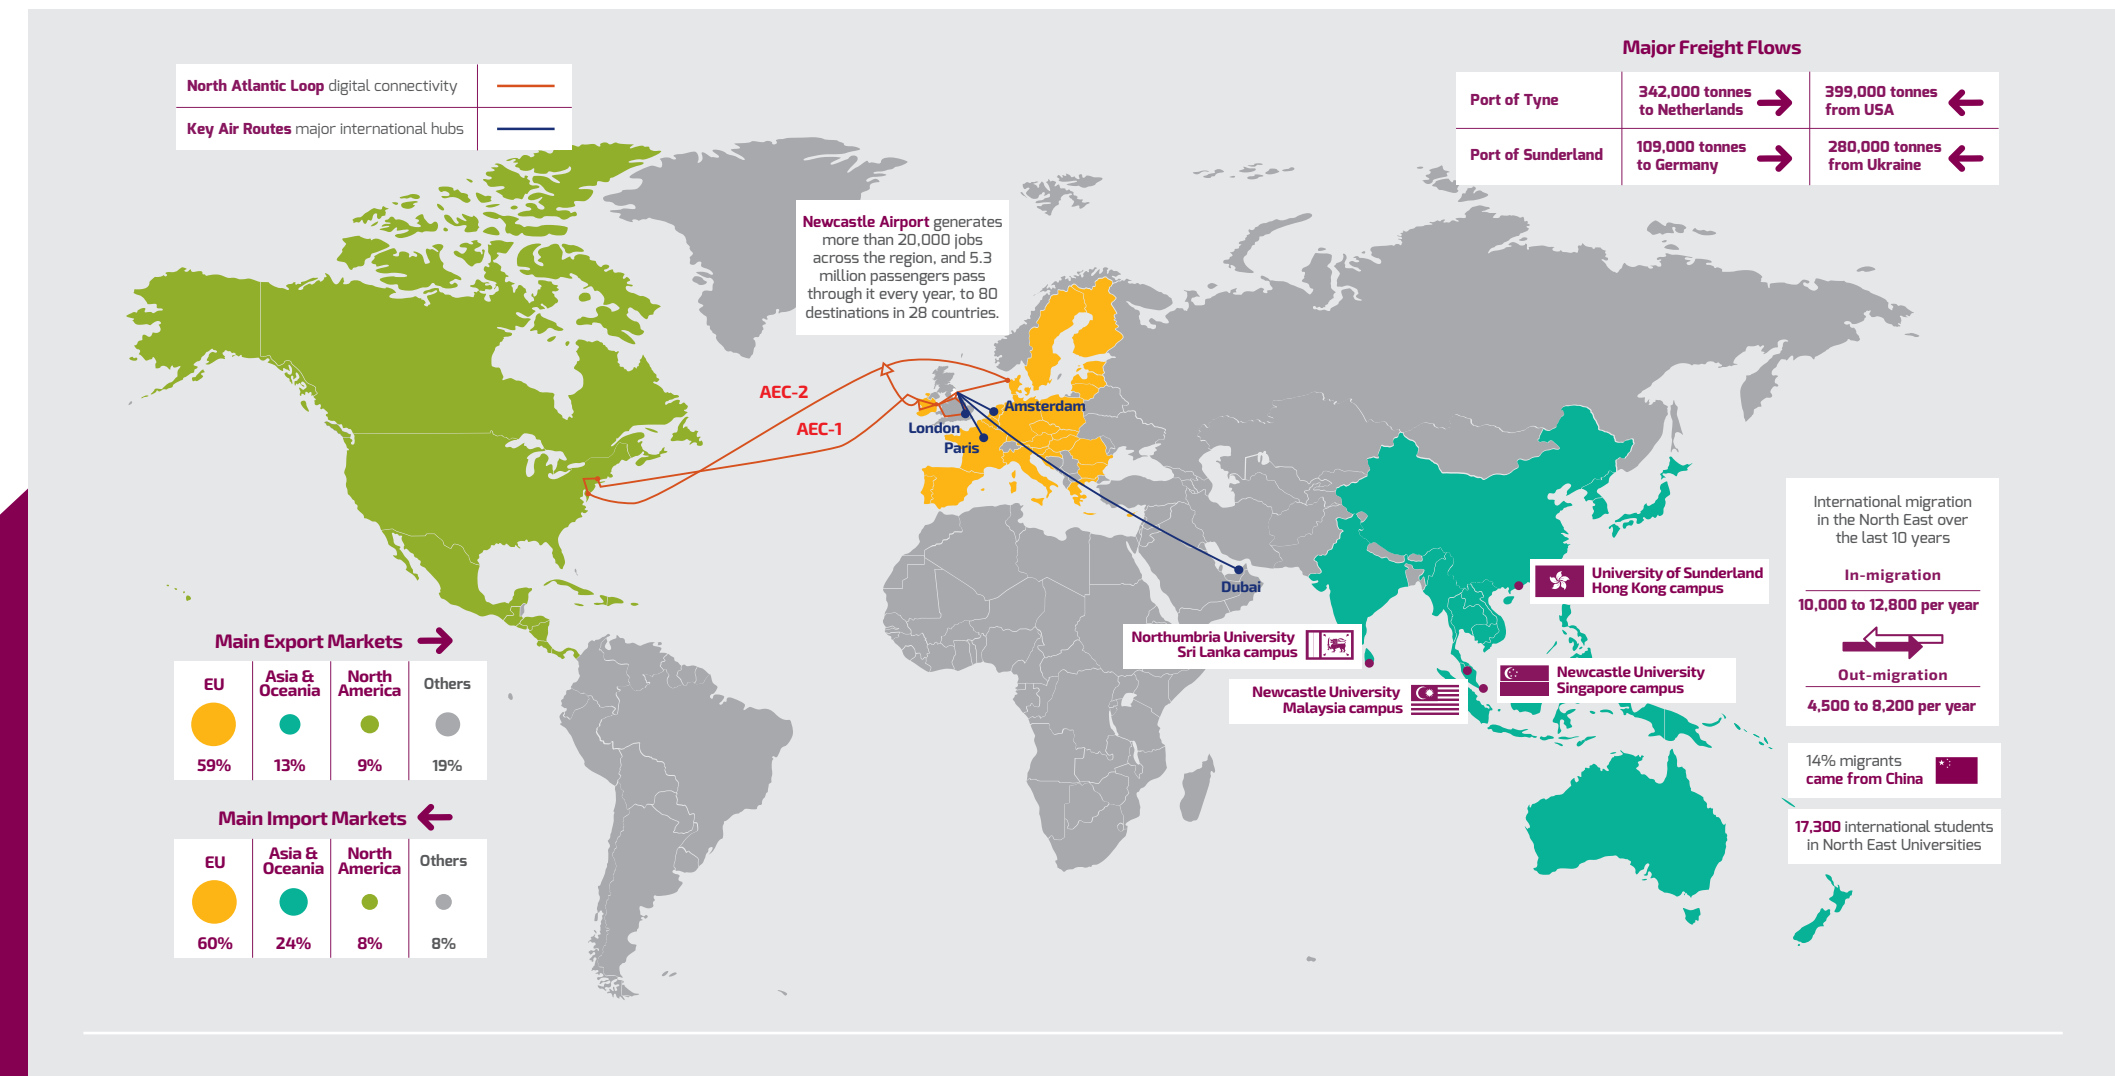 Major Freight Flows
North Atlantic Loop digital connectivity
Key Air Routes major international hubs
Port of Tyne
342,000 tonnes
to Netherlands
399,000 tonnes
from USA
Port of Sunderland
109,000 tonnes
to Germany
280,000 tonnes
from Ukraine
Newcastle Airport generates
more than 20,000 jobs
across the region, and 5.3
million passengers pass
through it every year, to 80
destinations in 28 countries.
AEC-2
AEC-1
Amsterdam
London
Paris
Dubai
International migration
in the North East over
the last 10 years
In-migration
10,000 to 12,800 per year
Out-migration
4,500 to 8,200 per year
University of Sunderland
Hong Kong campus
Northumbria University
Sri Lanka campus
Newcastle University
Singapore campus
Newcastle University
Malaysia campus
14% migrants
came from China
17,300 international students
in North East Universities
Main Export Markets
EU
Asia &
Oceania
North
America
Others
59%
13%
9%
19%
Main Import Markets
EU
Asia &
Oceania
North
America
Others
60%
24%
8%
8%